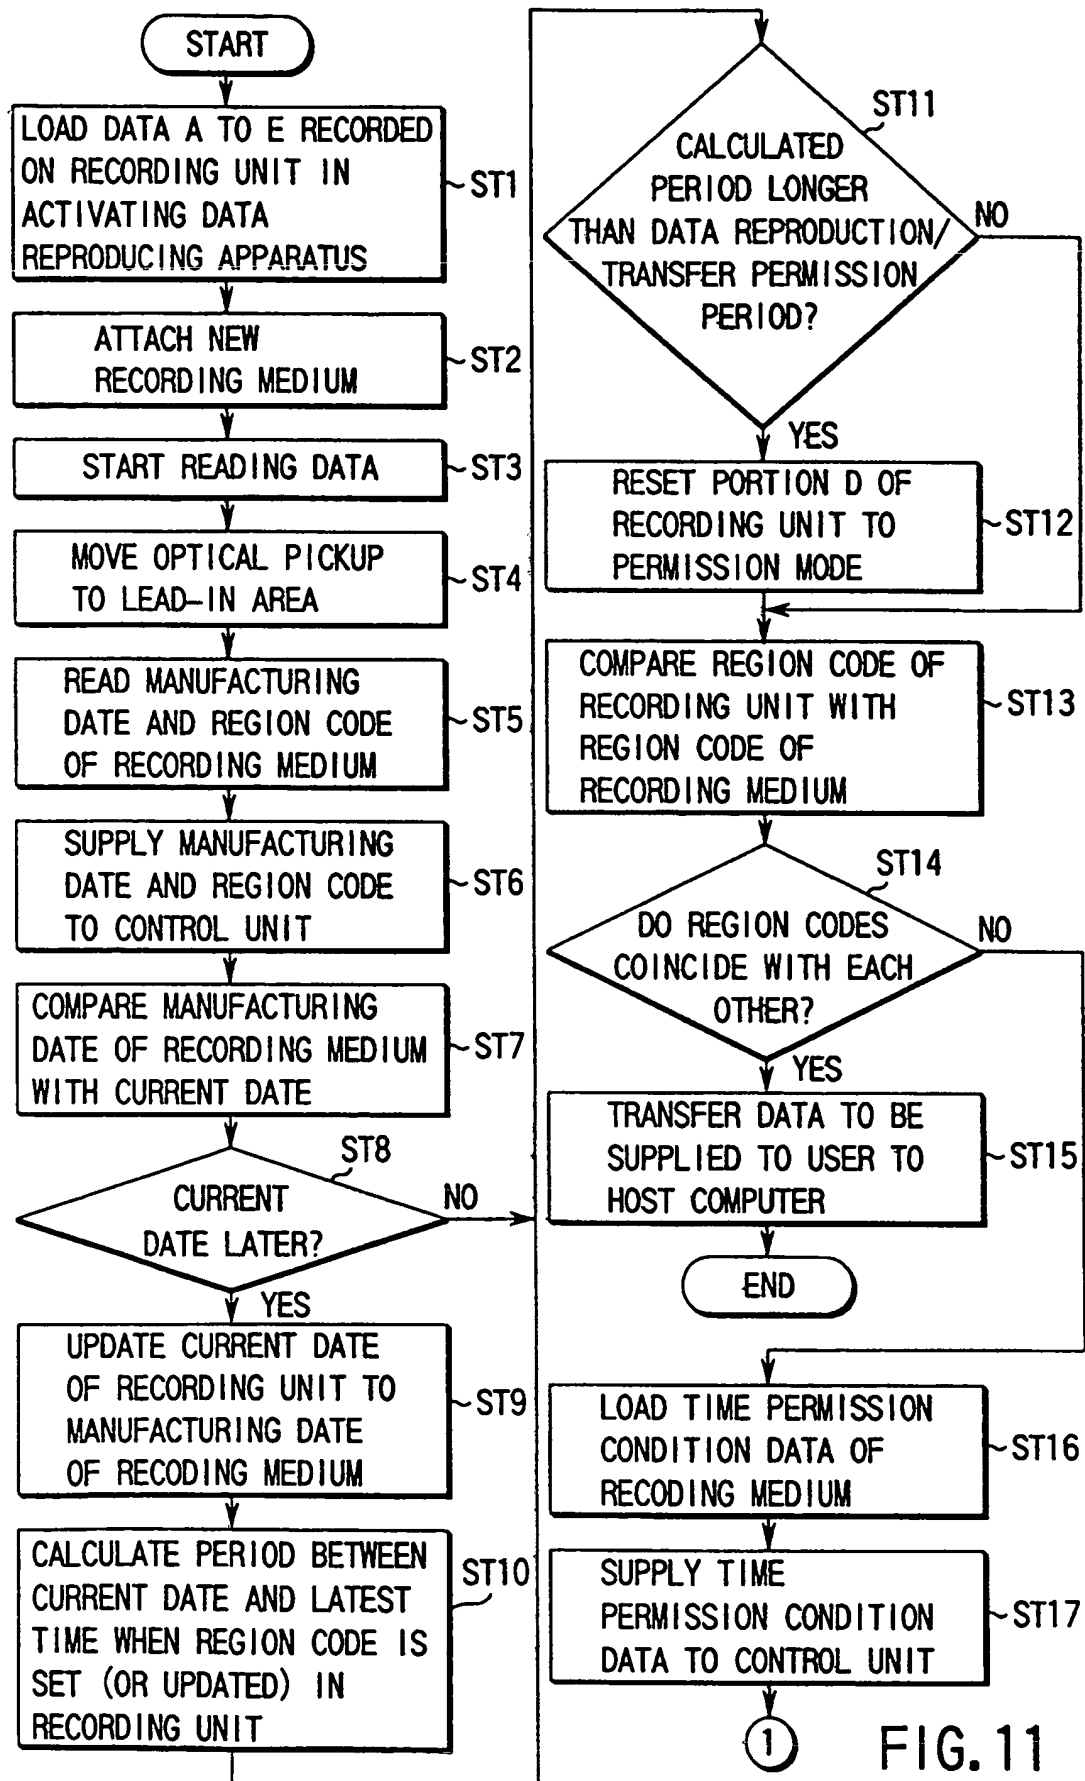 START
LOAD DATA A TO E RECORDED
ON RECORDING UNIT IN
ACTIVATING DATA
REPRODUCING APPARATUS
ST1
ATTACH NEW
RECORDING MEDIUM
ST2
START READING DATA
ST3
MOVE OPTICAL PICKUP
TO LEAD-IN AREA
ST4
READ MANUFACTURING
DATE AND REGION CODE
OF RECORDING MEDIUM
ST5
SUPPLY MANUFACTURING
DATE AND REGION CODE
TO CONTROL UNIT
ST6
COMPARE MANUFACTURING
DATE OF RECORDING MEDIUM
WITH CURRENT DATE
ST7
ST8
CURRENT
DATE LATER?
NO
YES
UPDATE CURRENT DATE
OF RECORDING UNIT TO
MANUFACTURING DATE
OF RECODING MEDIUM
ST9
CALCULATE PERIOD BETWEEN
CURRENT DATE AND LATEST
TIME WHEN REGION CODE IS
SET (OR UPDATED) IN
RECORDING UNIT
ST10
ST11
CALCULATED
PERIOD LONGER
THAN DATA REPRODUCTION/
TRANSFER PERMISSION
PERIOD?
NO
YES
RESET PORTION D OF
RECORDING UNIT TO
PERMISSION MODE
ST12
COMPARE REGION CODE OF
RECORDING UNIT WITH
REGION CODE OF
RECORDING MEDIUM
ST13
ST14
DO REGION CODES
COINCIDE WITH EACH
OTHER?
NO
YES
TRANSFER DATA TO BE
SUPPLIED TO USER TO
HOST COMPUTER
ST15
END
LOAD TIME PERMISSION
CONDITION DATA OF
RECODING MEDIUM
ST16
SUPPLY TIME
PERMISSION CONDITION
DATA TO CONTROL UNIT
ST17
1
FIG. 11